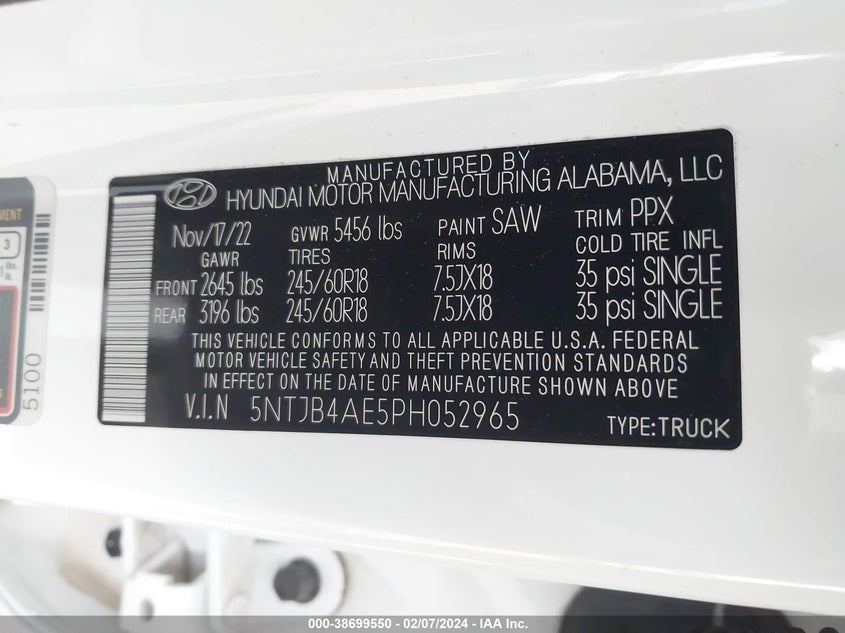 MANUFACTURED BY
HYUNDAI MOTOR MANUFACTURING ALABAMA, LLC
Nov/17/22 GVWR 5456 lbs PAINT SAW TRIM PPX
GAWR TIRES RIMS COLD TIRE INFL
FRONT 2645 lbs 245/60R18 7.5JX18 35 psi SINGLE
REAR 3196 lbs 245/60R18 7.5JX18 35 psi SINGLE
THIS VEHICLE CONFORMS TO ALL APPLICABLE U.S.A. FEDERAL
MOTOR VEHICLE SAFETY AND THEFT PREVENTION STANDARDS
IN EFFECT ON THE DATE OF MANUFACTURE SHOWN ABOVE
V.I.N 5NTJB4AE5PH052965
TYPE:TRUCK
MENT
3
lbs.
lb.
5100
000-38699550 - 02/07/2024 - IAA Inc.